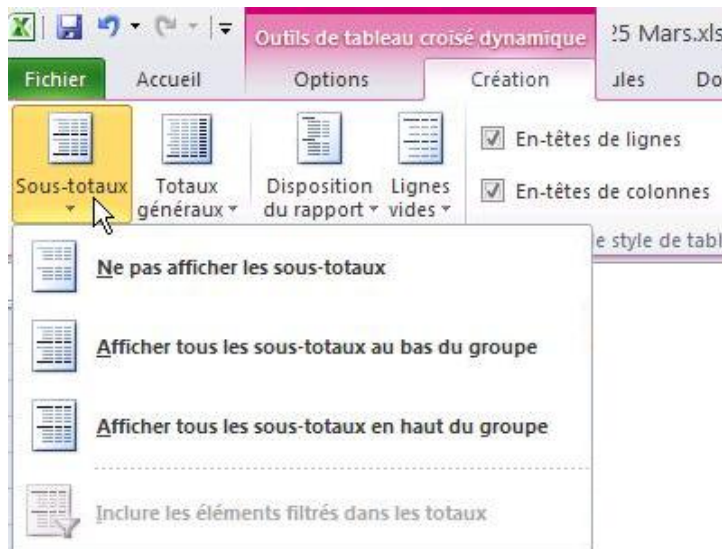 Outils de tableau croisé dynamique
25 Mars.xls
Fichier Accueil Options Création ules Do
Sous-totaux Totaux généraux Disposition du rapport Lignes vides
En-têtes de lignes
En-têtes de colonnes
e style de tabl
Ne pas afficher les sous-totaux
Afficher tous les sous-totaux au bas du groupe
Afficher tous les sous-totaux en haut du groupe
Inclure les éléments filtrés dans les totaux